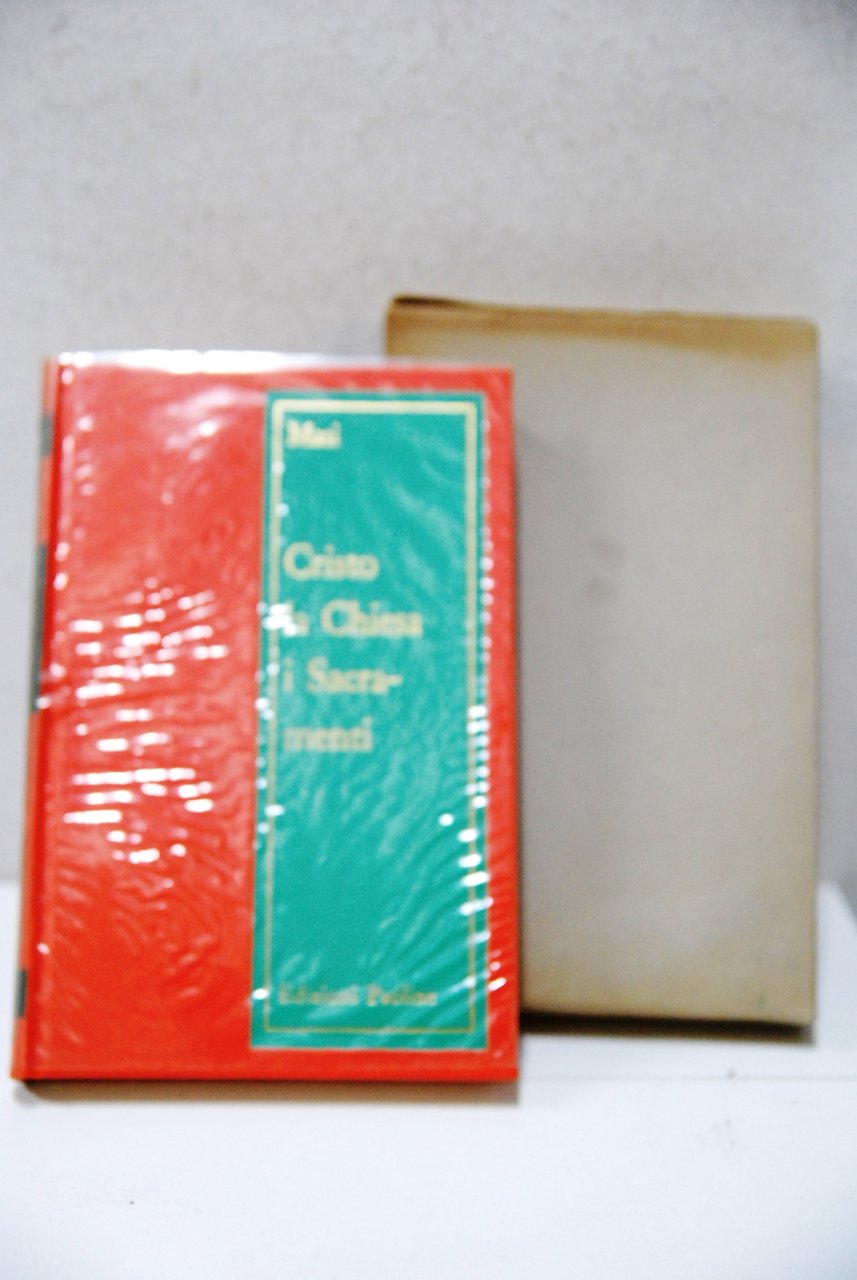 Masi
Cristo
la Chiesa
i Sacra-
menti
Edizioni Paoline